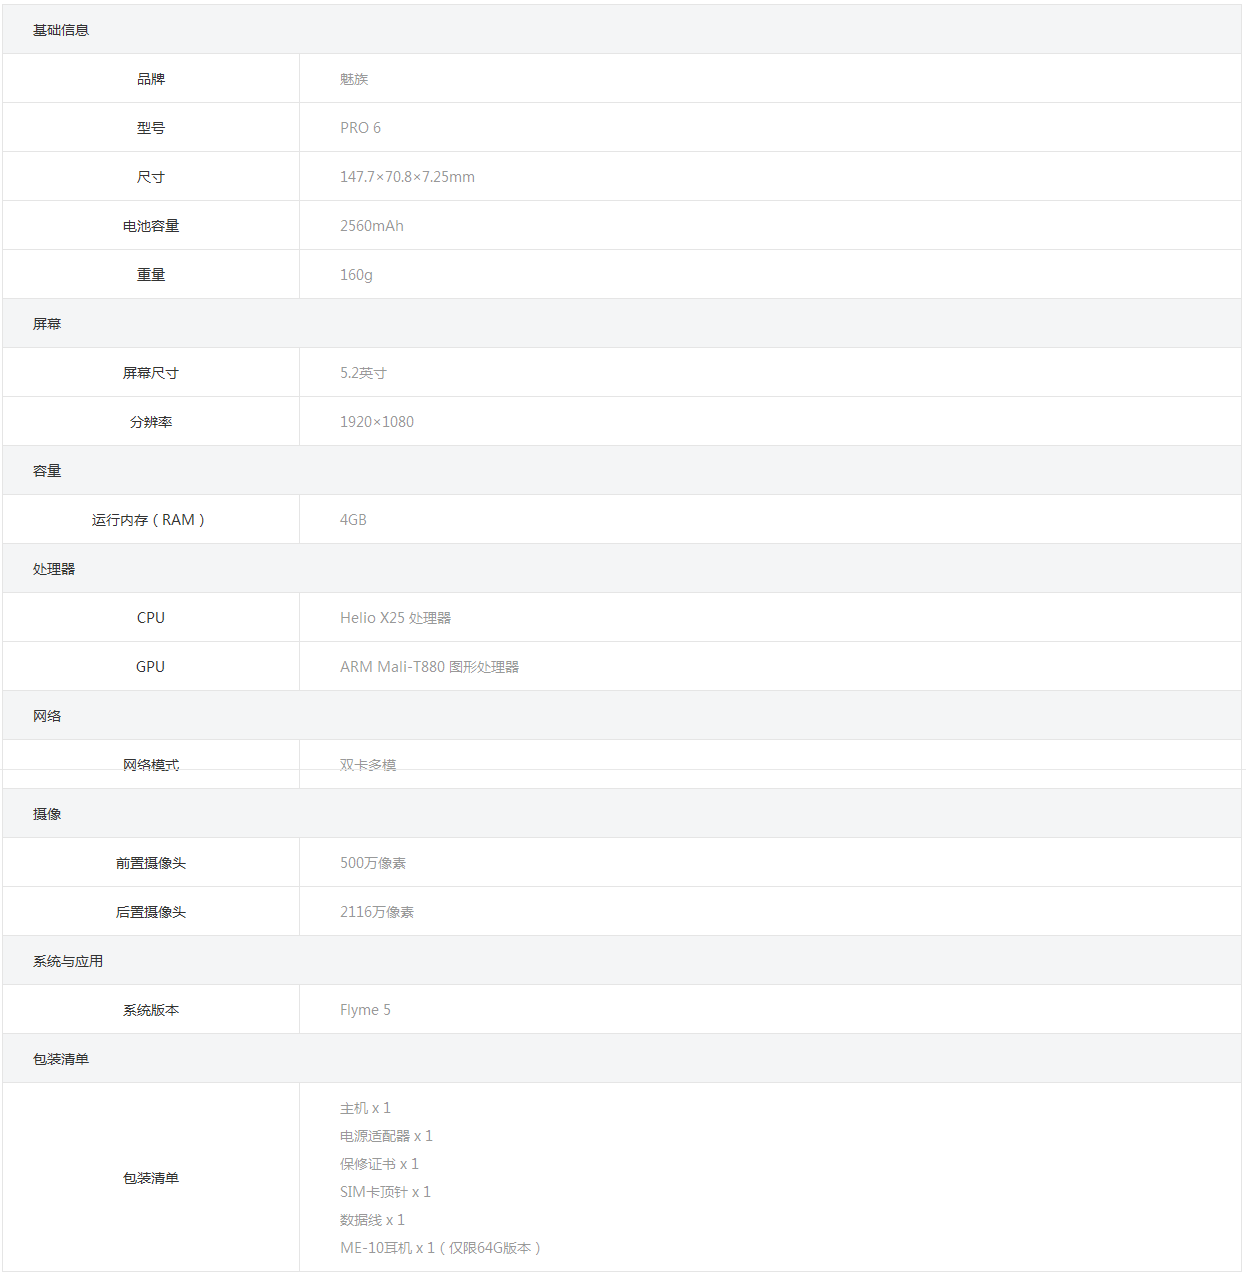 基础信息
品牌 魅族
型号 PRO 6
尺寸 147.7×70.8×7.25mm
电池容量 2560mAh
重量 160g
屏幕
屏幕尺寸 5.2英寸
分辨率 1920×1080
容量
运行内存（RAM） 4GB
处理器
CPU Helio X25 处理器
GPU ARM Mali-T880 图形处理器
网络
网络模式 双卡多模
摄像
前置摄像头 500万像素
后置摄像头 2116万像素
系统与应用
系统版本 Flyme 5
包装清单
包装清单
主机 x 1
电源适配器 x 1
保修证书 x 1
SIM卡顶针 x 1
数据线 x 1
ME-10耳机 x 1（仅限64G版本）